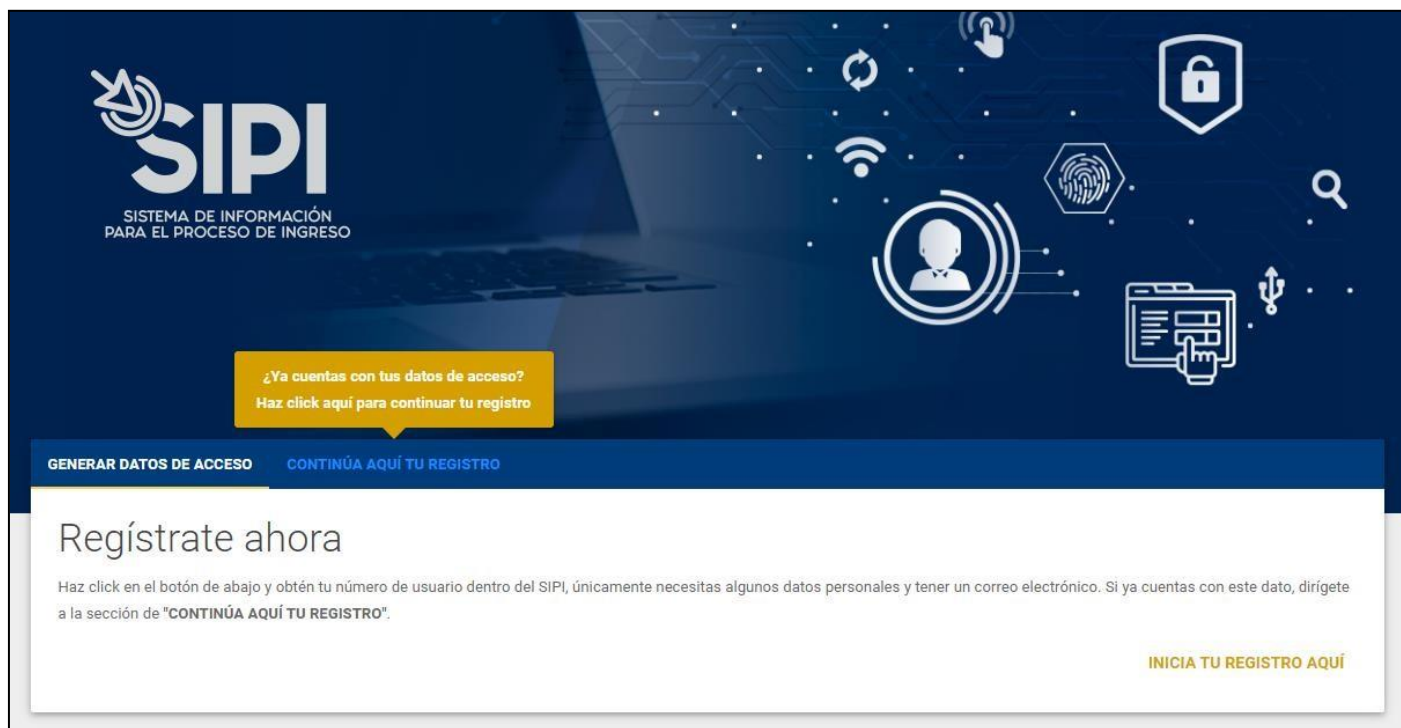 SIPI
SISTEMA DE INFORMACIÓN
PARA EL PROCESO DE INGRESO
¿Ya cuentas con tus datos de acceso?
Haz click aquí para continuar tu registro
GENERAR DATOS DE ACCESO
CONTINÚA AQUÍ TU REGISTRO
Regístrate ahora
Haz click en el botón de abajo y obtén tu número de usuario dentro del SIPI, únicamente necesitas algunos datos personales y tener un correo electrónico. Si ya cuentas con este dato, dirígete
a la sección de "CONTINÚA AQUÍ TU REGISTRO".
INICIA TU REGISTRO AQUÍ